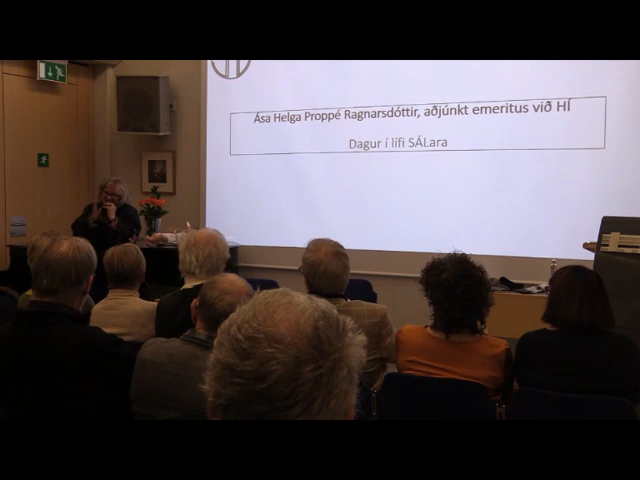 Ása Helga Proppé Ragnarsdóttir, aðjúnkt emeritus við HÍ
Dagur í lífi SÁLara